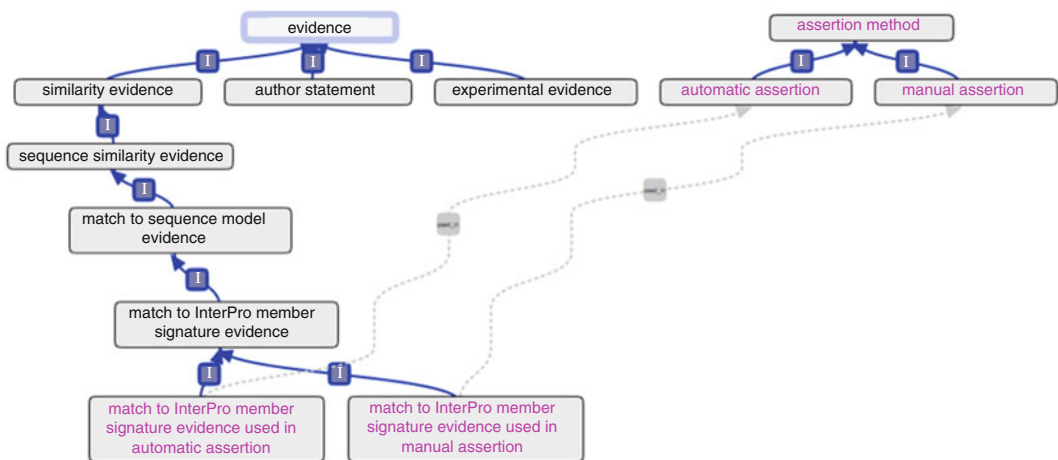 evidence
assertion method
I
I
I
I
I
similarity evidence
author statement
experimental evidence
automatic assertion
manual assertion
I
sequence similarity evidence
I
match to sequence model
evidence
I
match to InterPro member
signature evidence
I
I
match to InterPro member
signature evidence used in
automatic assertion
match to InterPro member
signature evidence used in
manual assertion